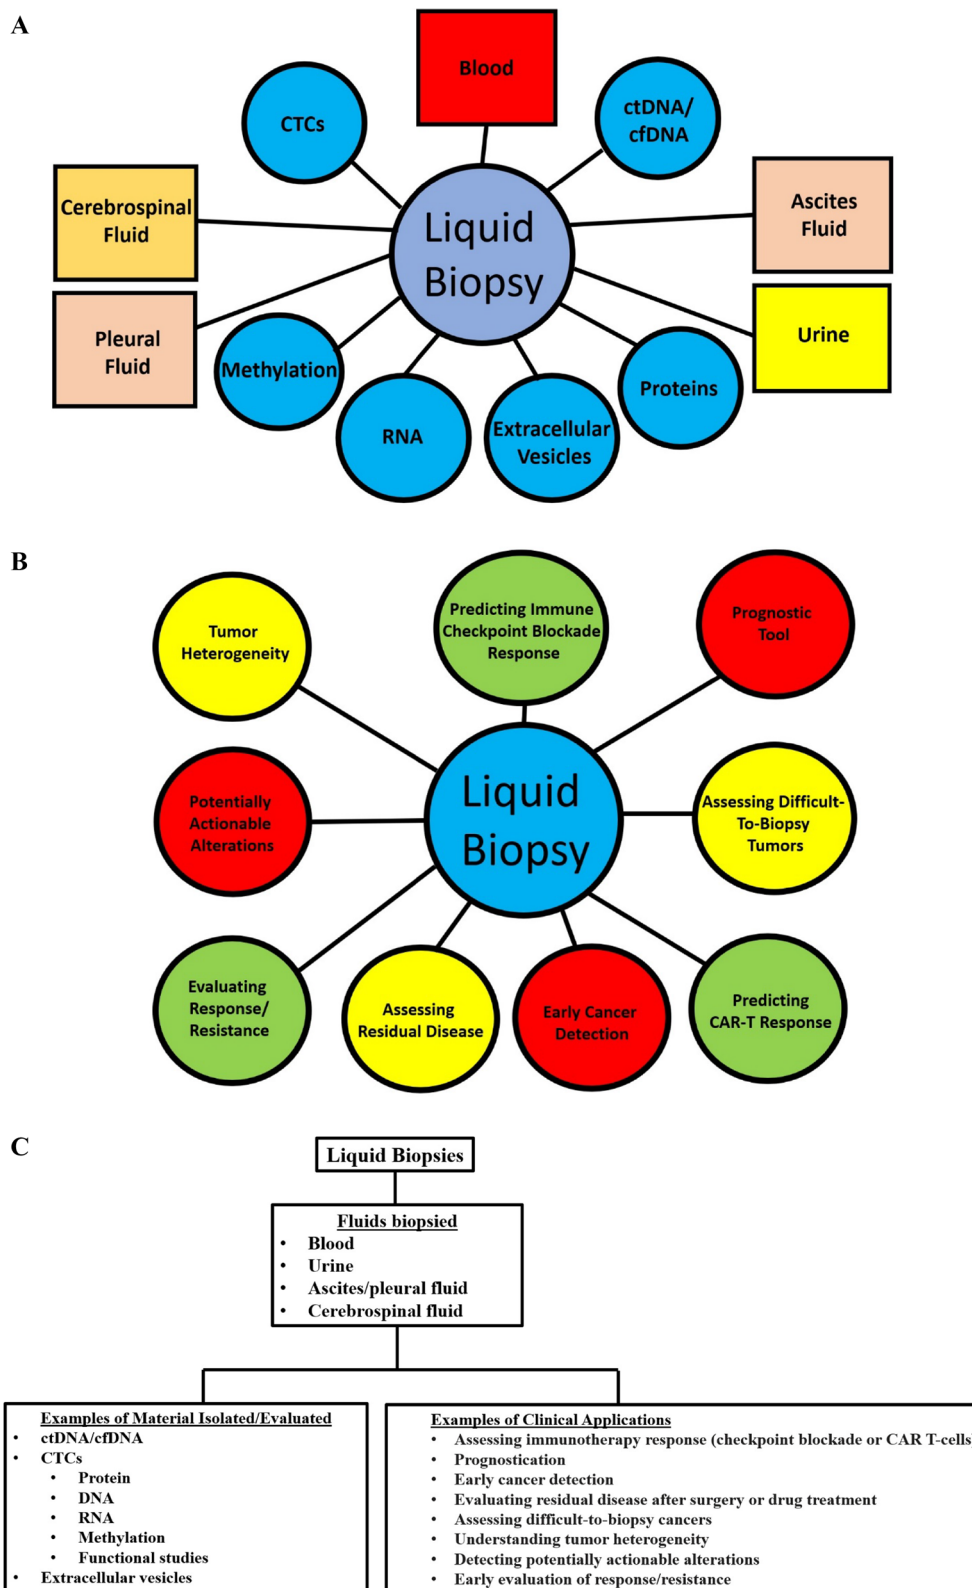 A
Blood
CTCs
ctDNA/
cfDNA
Cerebrospinal
Fluid
Liquid
Biopsy
Ascites
Fluid
Pleural
Fluid
Urine
Methylation
RNA
Extracellular
Vesicles
Proteins
B
Tumor
Heterogeneity
Predicting Immune
Checkpoint Blockade
Response
Prognostic
Tool
Potentially
Actionable
Alterations
Liquid
Biopsy
Assessing Difficult-
To-Biopsy
Tumors
Evaluating
Response/
Resistance
Assessing
Residual Disease
Early Cancer
Detection
Predicting
CAR-T Response
C
Liquid Biopsies
Fluids biopsied
• Blood
• Urine
• Ascites/pleural fluid
• Cerebrospinal fluid
Examples of Material Isolated/Evaluated
• ctDNA/cfDNA
• CTCs
• Protein
• DNA
• RNA
• Methylation
• Functional studies
• Extracellular vesicles
Examples of Clinical Applications
• Assessing immunotherapy response (checkpoint blockade or CAR T-cells
• Prognostication
• Early cancer detection
• Evaluating residual disease after surgery or drug treatment
• Assessing difficult-to-biopsy cancers
• Understanding tumor heterogeneity
• Detecting potentially actionable alterations
• Early evaluation of response/resistance